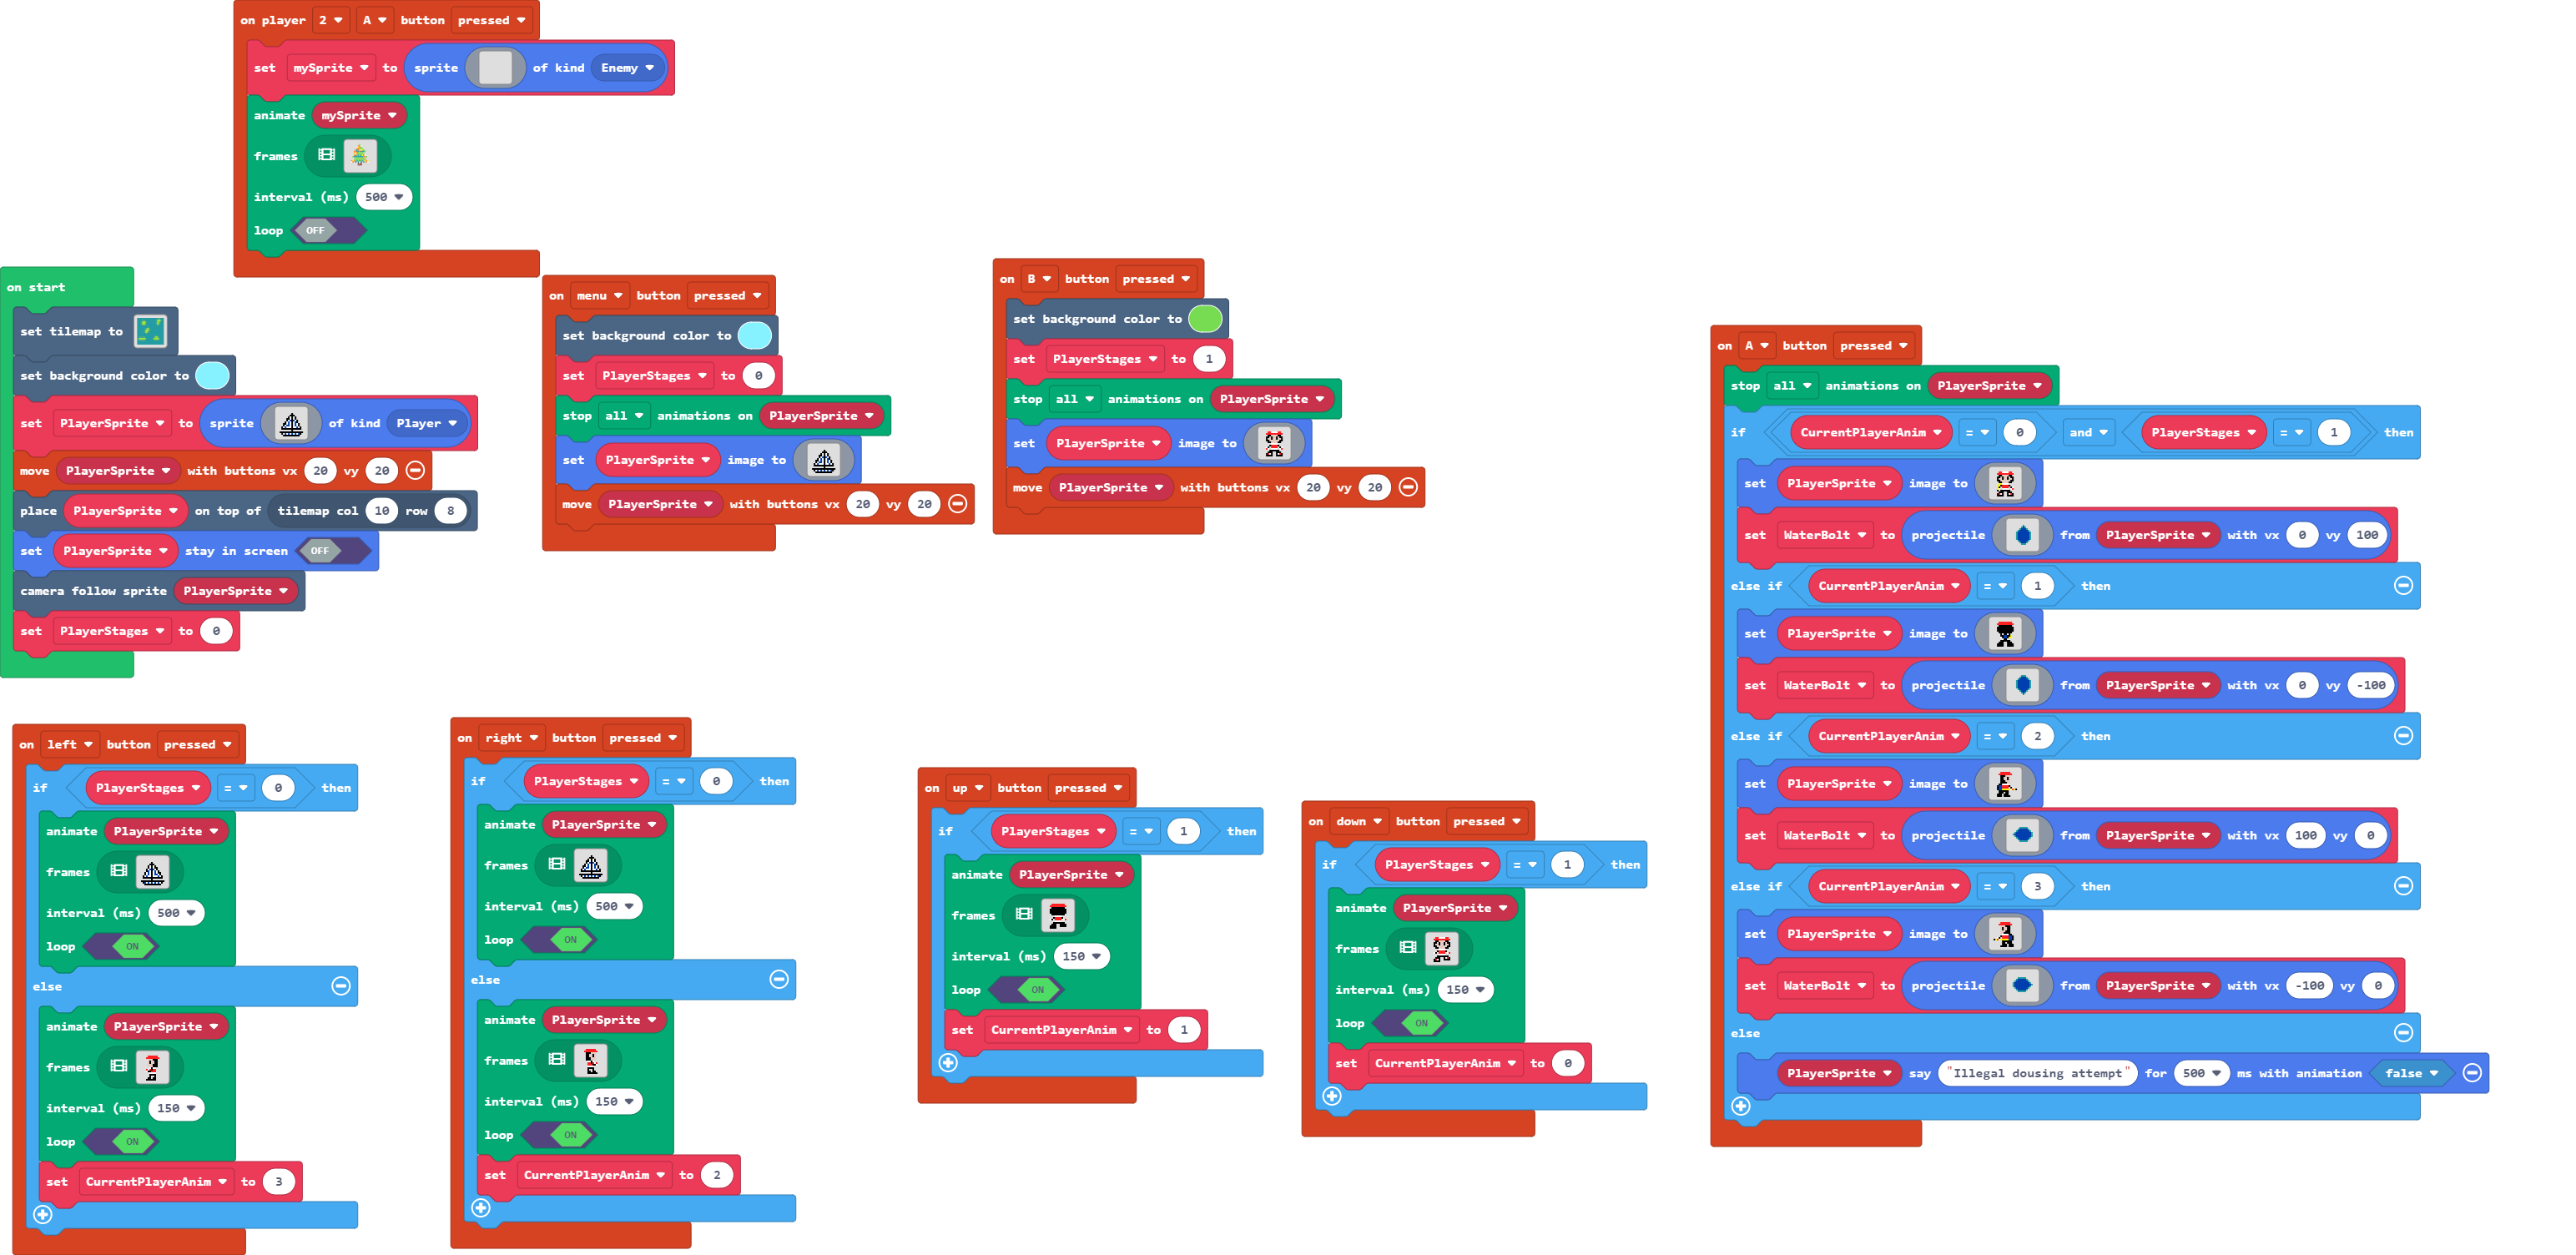 on player 2 A button pressed
set mySprite to sprite of kind Enemy
animate mySprite
frames
interval (ms) 500
loop OFF
on start
set tilemap to
set background color to
set PlayerSprite to sprite of kind Player
move PlayerSprite with buttons vx 20 vy 20
place PlayerSprite on top of tilemap col 10 row 8
set PlayerSprite stay in screen OFF
camera follow sprite PlayerSprite
set PlayerStages to 0
on menu button pressed
set background color to
set PlayerStages to 0
stop all animations on PlayerSprite
set PlayerSprite image to
move PlayerSprite with buttons vx 20 vy 20
on B button pressed
set background color to
set PlayerStages to 1
stop all animations on PlayerSprite
set PlayerSprite image to
move PlayerSprite with buttons vx 20 vy 20
on A button pressed
stop all animations on PlayerSprite
if CurrentPlayerAnim = 0 and PlayerStages = 1 then
set PlayerSprite image to
set WaterBolt to projectile from PlayerSprite with vx 0 vy 100
else if CurrentPlayerAnim = 1 then
set PlayerSprite image to
set WaterBolt to projectile from PlayerSprite with vx 0 vy -100
else if CurrentPlayerAnim = 2 then
set PlayerSprite image to
set WaterBolt to projectile from PlayerSprite with vx 100 vy 0
else if CurrentPlayerAnim = 3 then
set PlayerSprite image to
set WaterBolt to projectile from PlayerSprite with vx -100 vy 0
else
PlayerSprite say "Illegal dousing attempt" for 500 ms with animation false
on left button pressed
if PlayerStages = 0 then
animate PlayerSprite
frames
interval (ms) 500
loop ON
else
animate PlayerSprite
frames
interval (ms) 150
loop ON
set CurrentPlayerAnim to 3
on right button pressed
if PlayerStages = 0 then
animate PlayerSprite
frames
interval (ms) 500
loop ON
else
animate PlayerSprite
frames
interval (ms) 150
loop ON
set CurrentPlayerAnim to 2
on up button pressed
if PlayerStages = 1 then
animate PlayerSprite
frames
interval (ms) 150
loop ON
set CurrentPlayerAnim to 1
on down button pressed
if PlayerStages = 1 then
animate PlayerSprite
frames
interval (ms) 150
loop ON
set CurrentPlayerAnim to 0